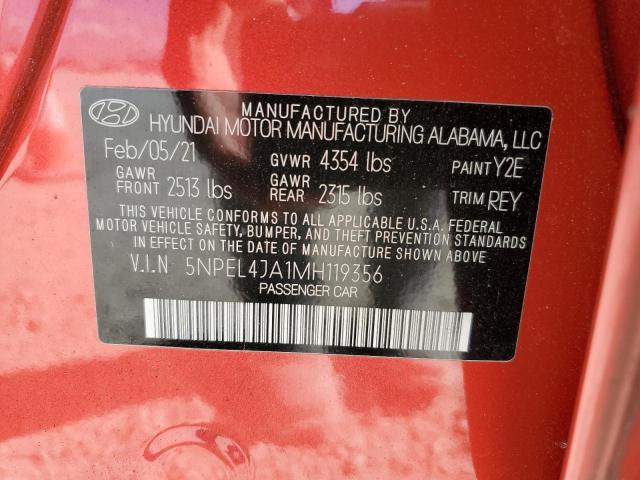 MANUFACTURED BY
HYUNDAI MOTOR MANUFACTURING ALABAMA, LLC
Feb/05/21 GVWR 4354 lbs PAINT Y2E
GAWR FRONT 2513 lbs GAWR REAR 2315 lbs TRIM REY
THIS VEHICLE CONFORMS TO ALL APPLICABLE U.S.A. FEDERAL
MOTOR VEHICLE SAFETY, BUMPER, AND THEFT PREVENTION STANDARDS
IN EFFECT ON THE DATE OF MANUFACTURE SHOWN ABOVE.
V.I.N 5NPEL4JA1MH119356
PASSENGER CAR